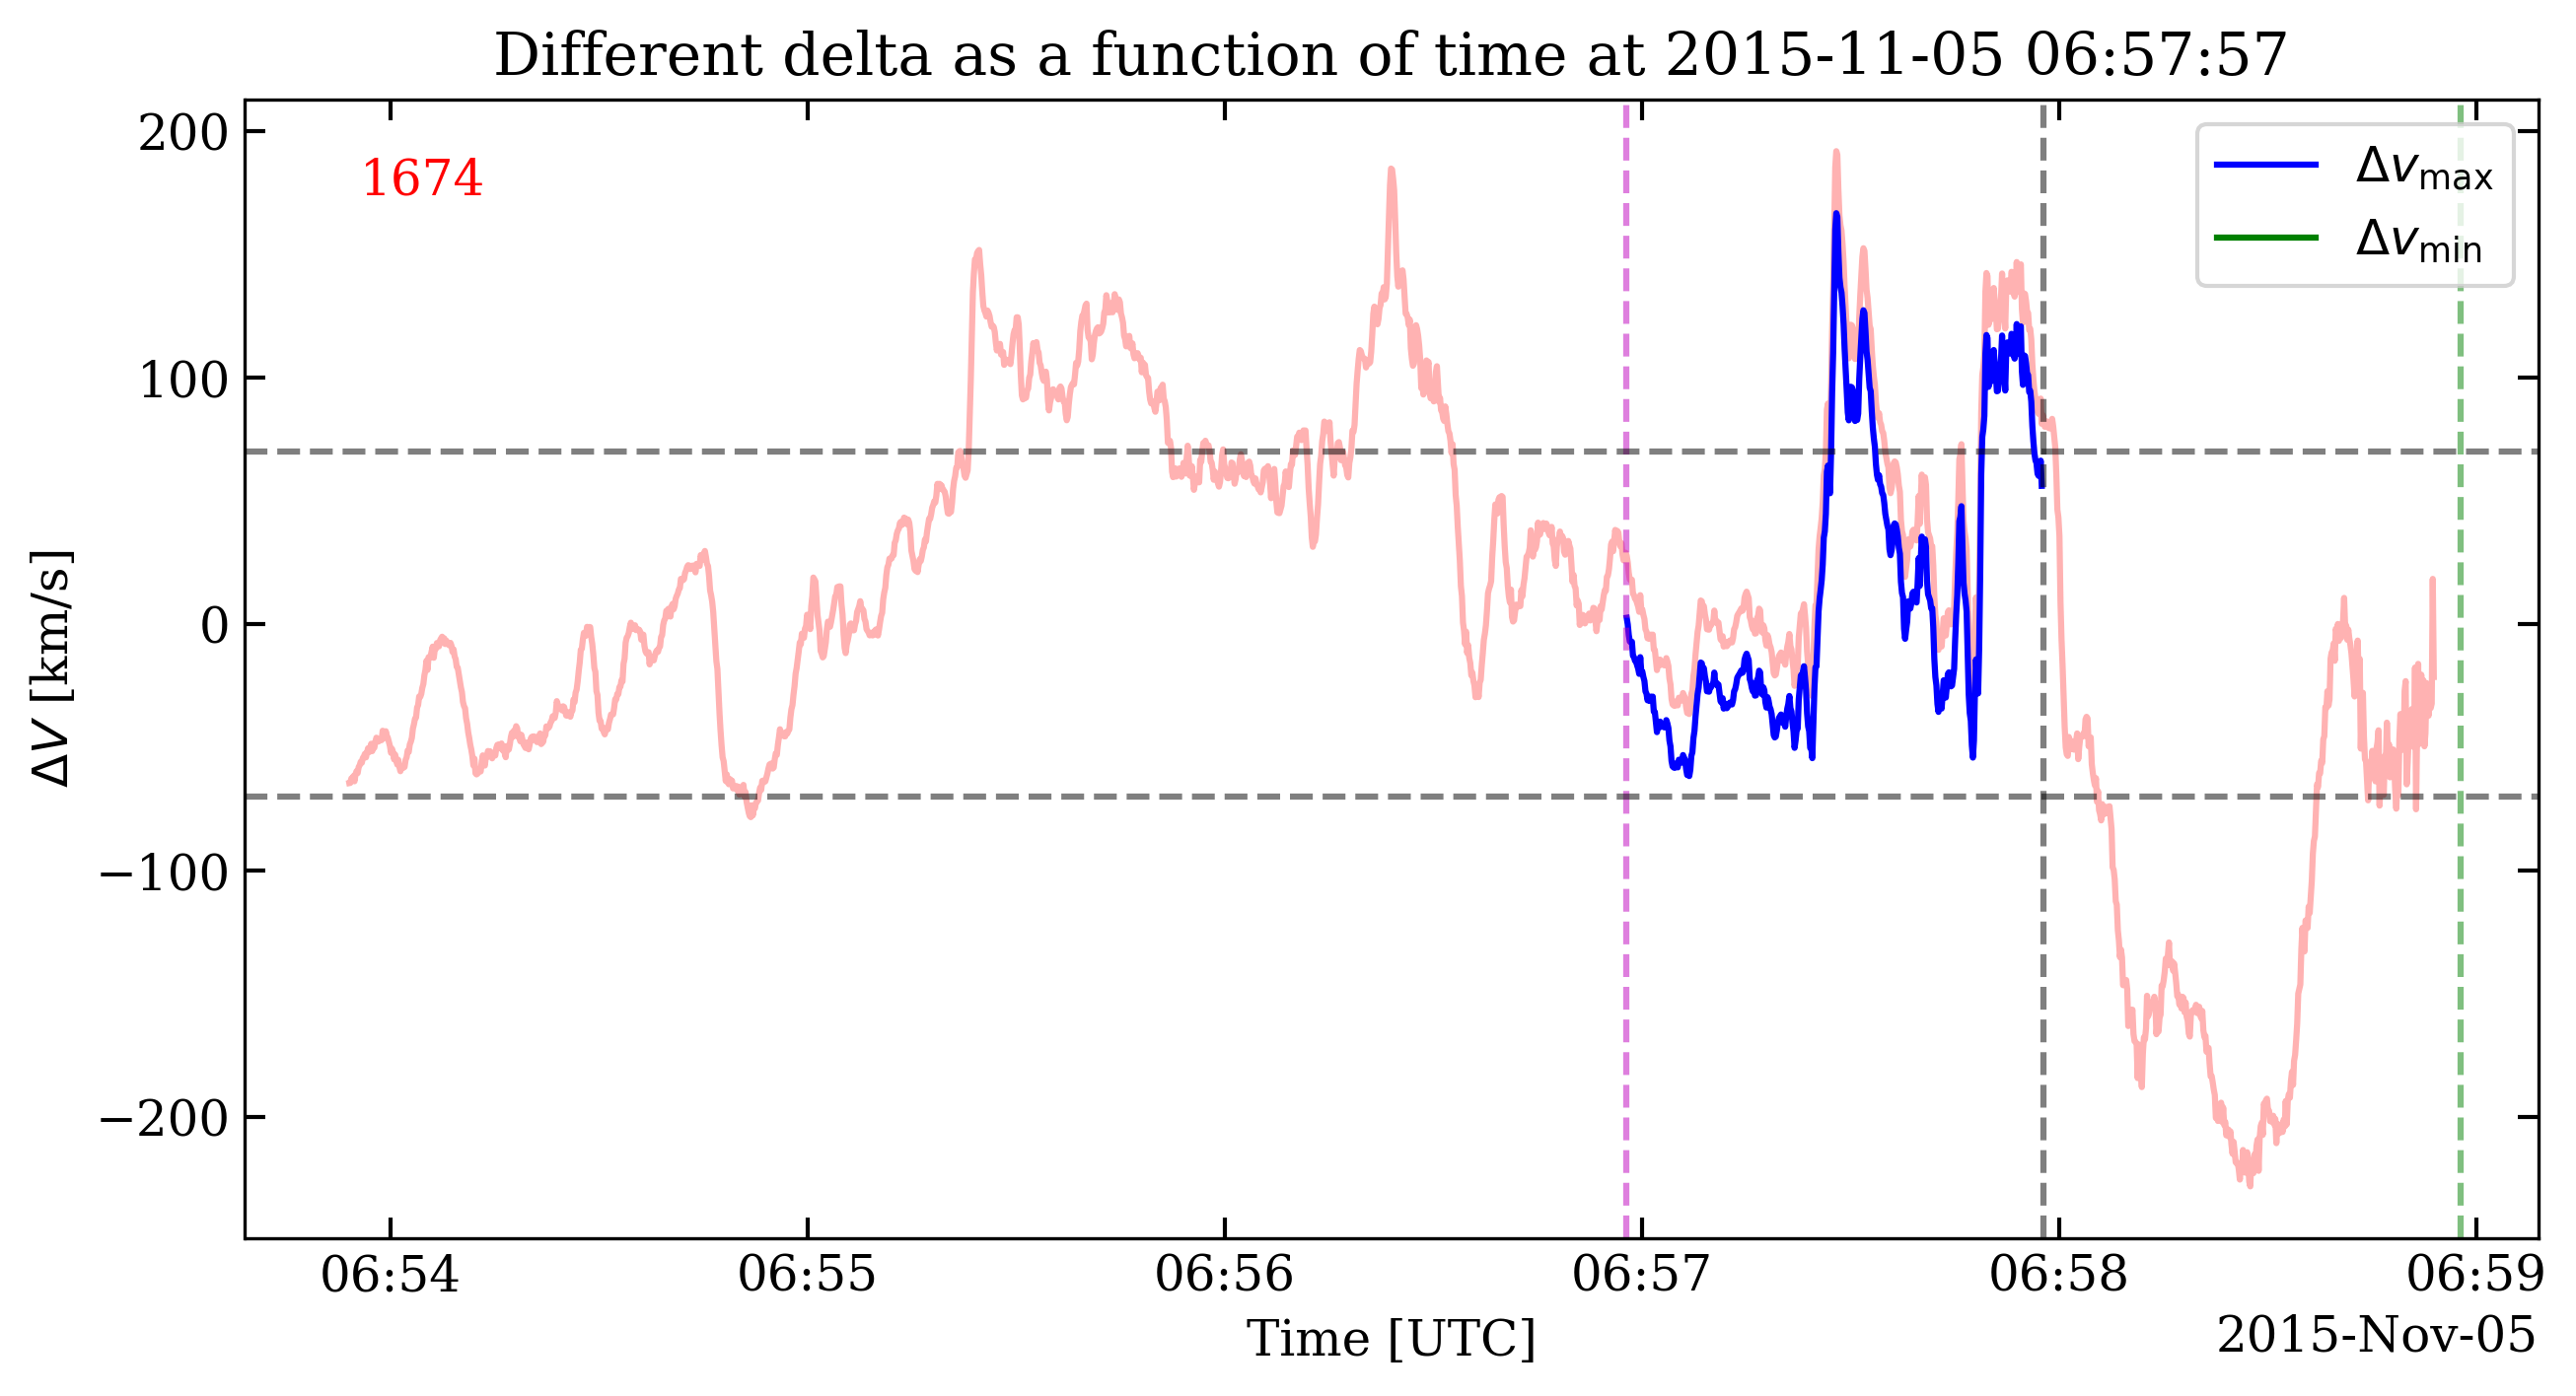 Different delta as a function of time at 2015-11-05 06:57:57
1674
Δv_max
Δv_min
200
100
0
−100
−200
ΔV [km/s]
06:54 06:55 06:56 06:57 06:58 06:59
Time [UTC]
2015-Nov-05